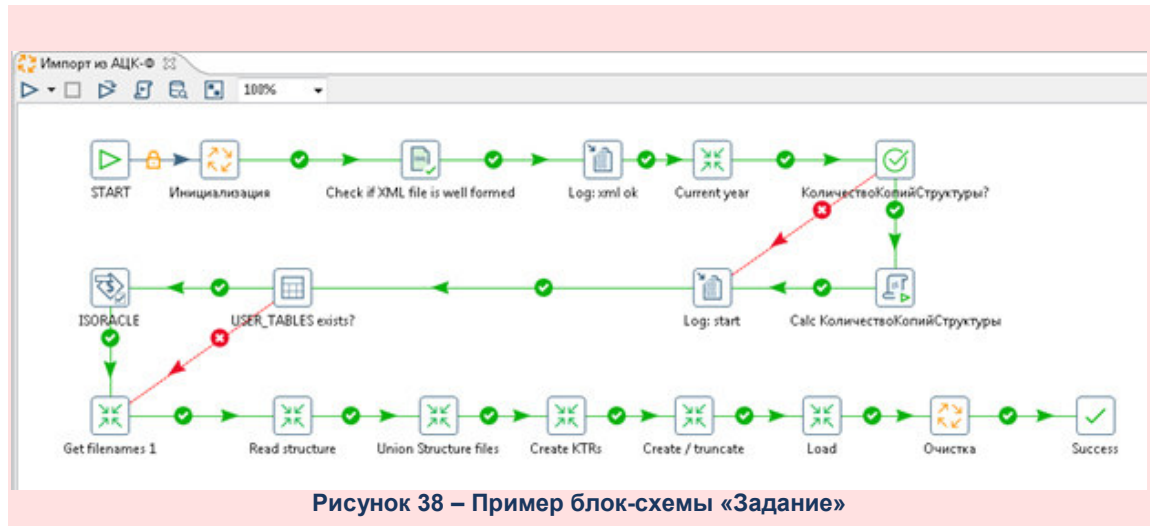 Импорт из АЦК-Ф
100%
START
Инициализация
Check if XML file is well formed
Log: xml ok
Current year
КоличествоКопийСтруктуры?
ISORACLE
USER_TABLES exists?
Log: start
Calc КоличествоКопийСтруктуры
Get filenames 1
Read structure
Union Structure files
Create KTRs
Create / truncate
Load
Очистка
Success
Рисунок 38 – Пример блок-схемы «Задание»